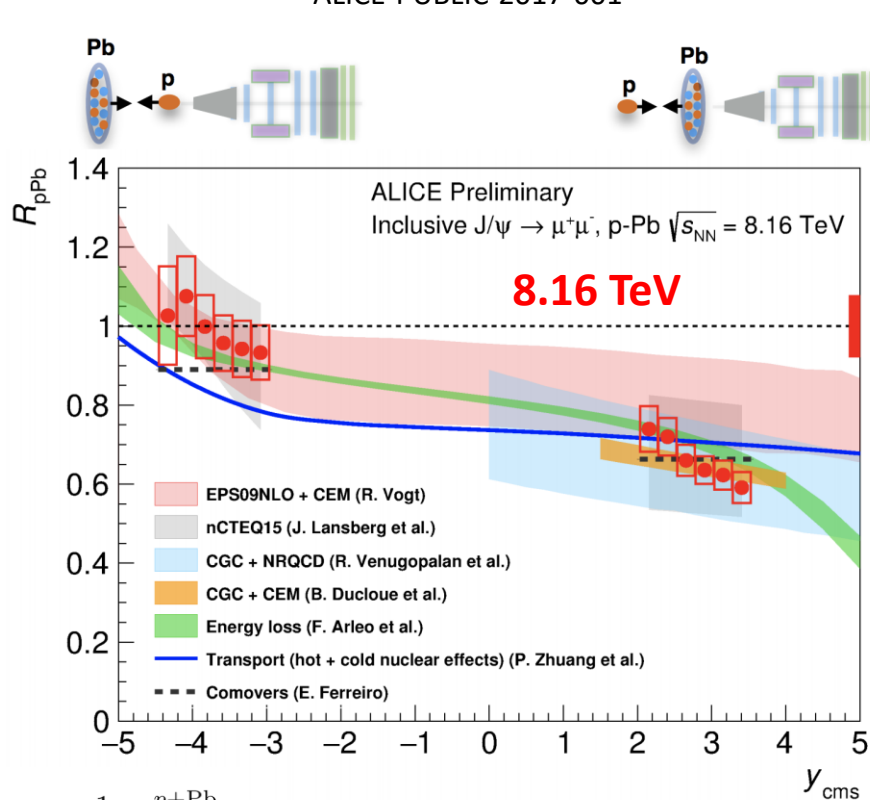 ALICE-PUBLIC-2017-001
Pb
p
Pb
p
R_pPb
1.4
1.2
1
0.8
0.6
0.4
0.2
0
ALICE Preliminary
Inclusive J/ψ → μ⁺μ⁻, p-Pb √s_NN = 8.16 TeV
8.16 TeV
EPS09NLO + CEM (R. Vogt)
nCTEQ15 (J. Lansberg et al.)
CGC + NRQCD (R. Venugopalan et al.)
CGC + CEM (B. Ducloue et al.)
Energy loss (F. Arleo et al.)
Transport (hot + cold nuclear effects) (P. Zhuang et al.)
Comovers (E. Ferreiro)
−5 −4 −3 −2 −1 0 1 2 3 4 5
y_cms